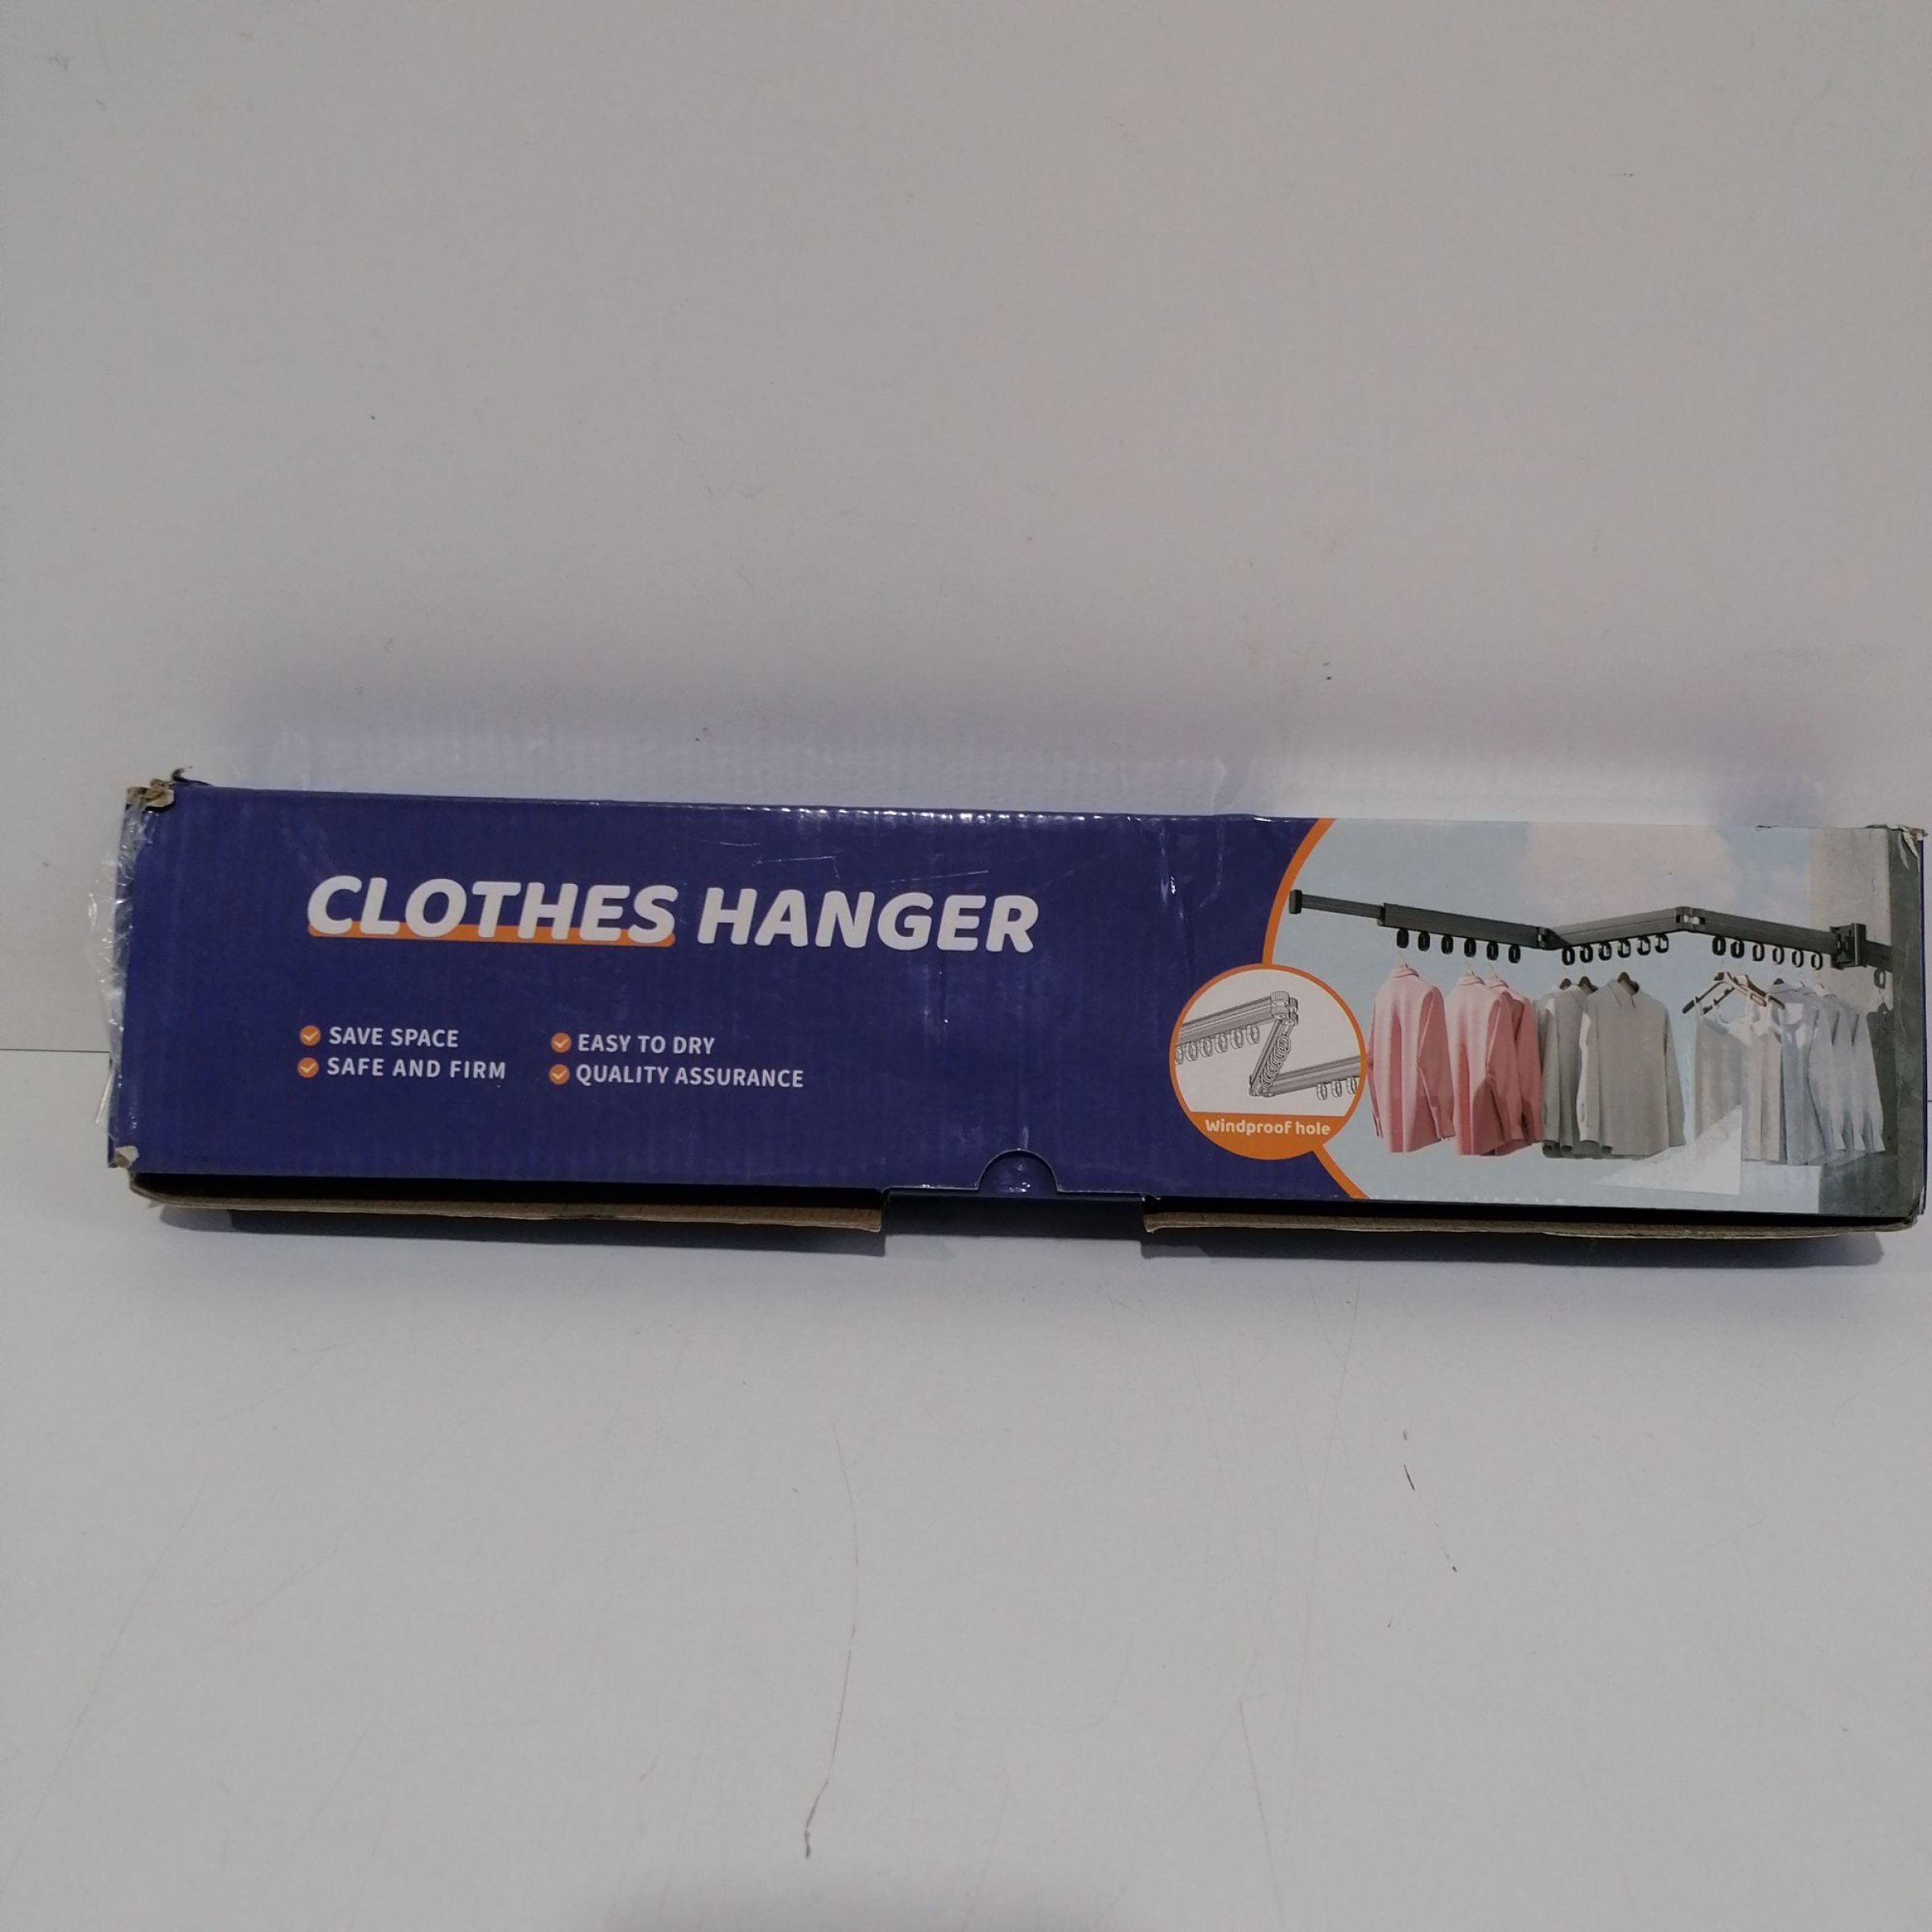 CLOTHES HANGER
SAVE SPACE
EASY TO DRY
SAFE AND FIRM
QUALITY ASSURANCE
Windproof hole